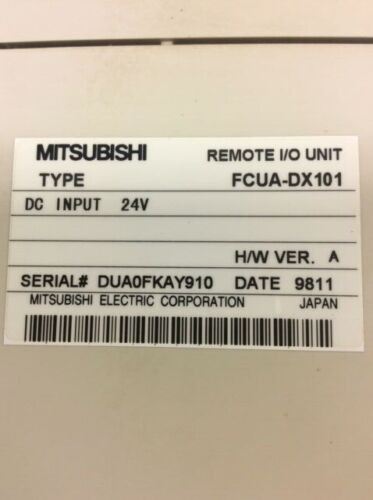 MITSUBISHI REMOTE I/O UNIT
TYPE FCUA-DX101
DC INPUT 24V
H/W VER. A
SERIAL# DUA0FKAY910 DATE 9811
MITSUBISHI ELECTRIC CORPORATION JAPAN